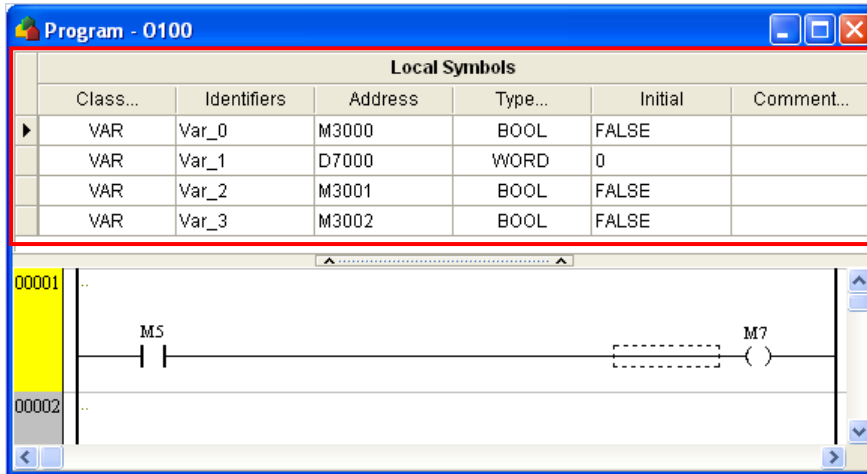 Program - O100
Local Symbols
Class... Identifiers Address Type... Initial Comment...
VAR Var_0 M3000 BOOL FALSE
VAR Var_1 D7000 WORD 0
VAR Var_2 M3001 BOOL FALSE
VAR Var_3 M3002 BOOL FALSE
00001 ..
M5 M7
00002 ..